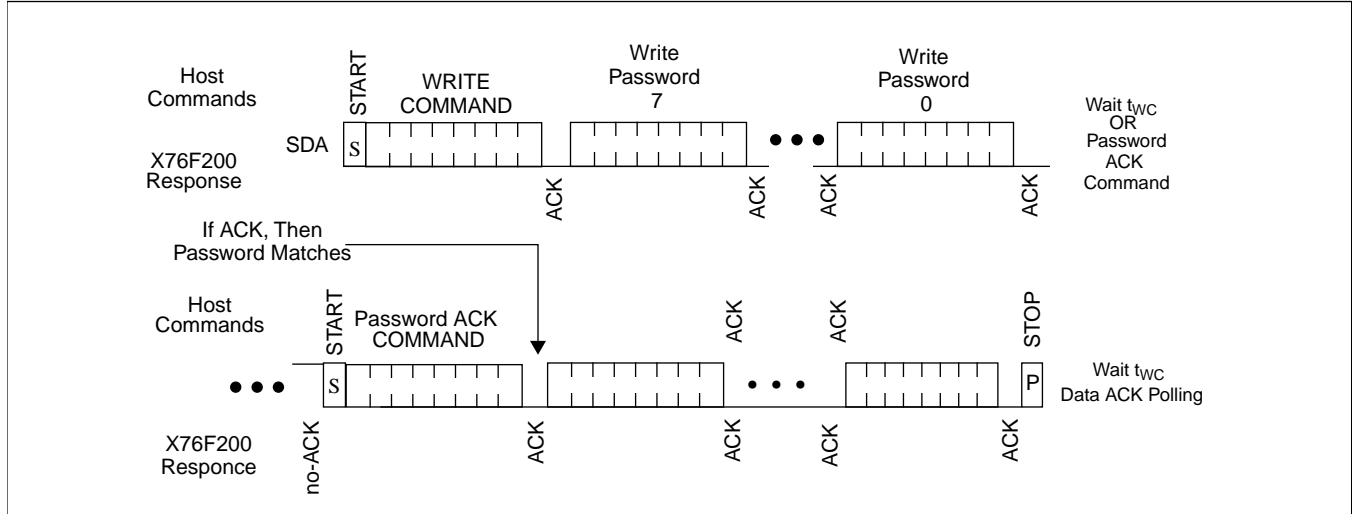 Host
Commands
START
WRITE
COMMAND
Write
Password
7
Write
Password
0
Wait tWC
OR
Password
ACK
Command
SDA
S
X76F200
Response
ACK
ACK
ACK
ACK
If ACK, Then
Password Matches
Host
Commands
START
Password ACK
COMMAND
ACK
ACK
STOP
S
P
Wait tWC
Data ACK Polling
X76F200
Responce
no-ACK
ACK
ACK
ACK
ACK